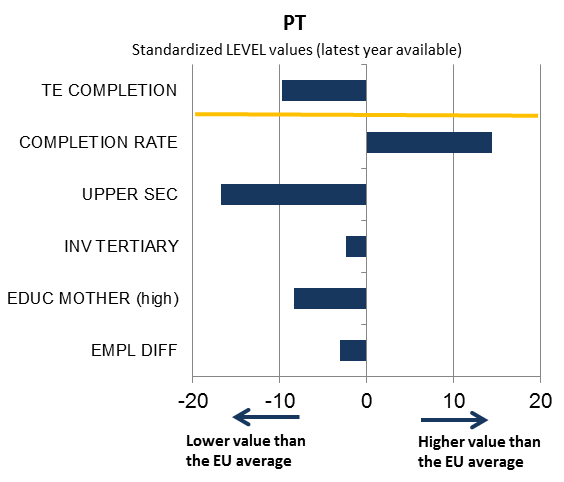 PT
Standardized LEVEL values (latest year available)
TE COMPLETION
COMPLETION RATE
UPPER SEC
INV TERTIARY
EDUC MOTHER (high)
EMPL DIFF
-20 -10 0 10 20
Lower value than
the EU average
Higher value than
the EU average